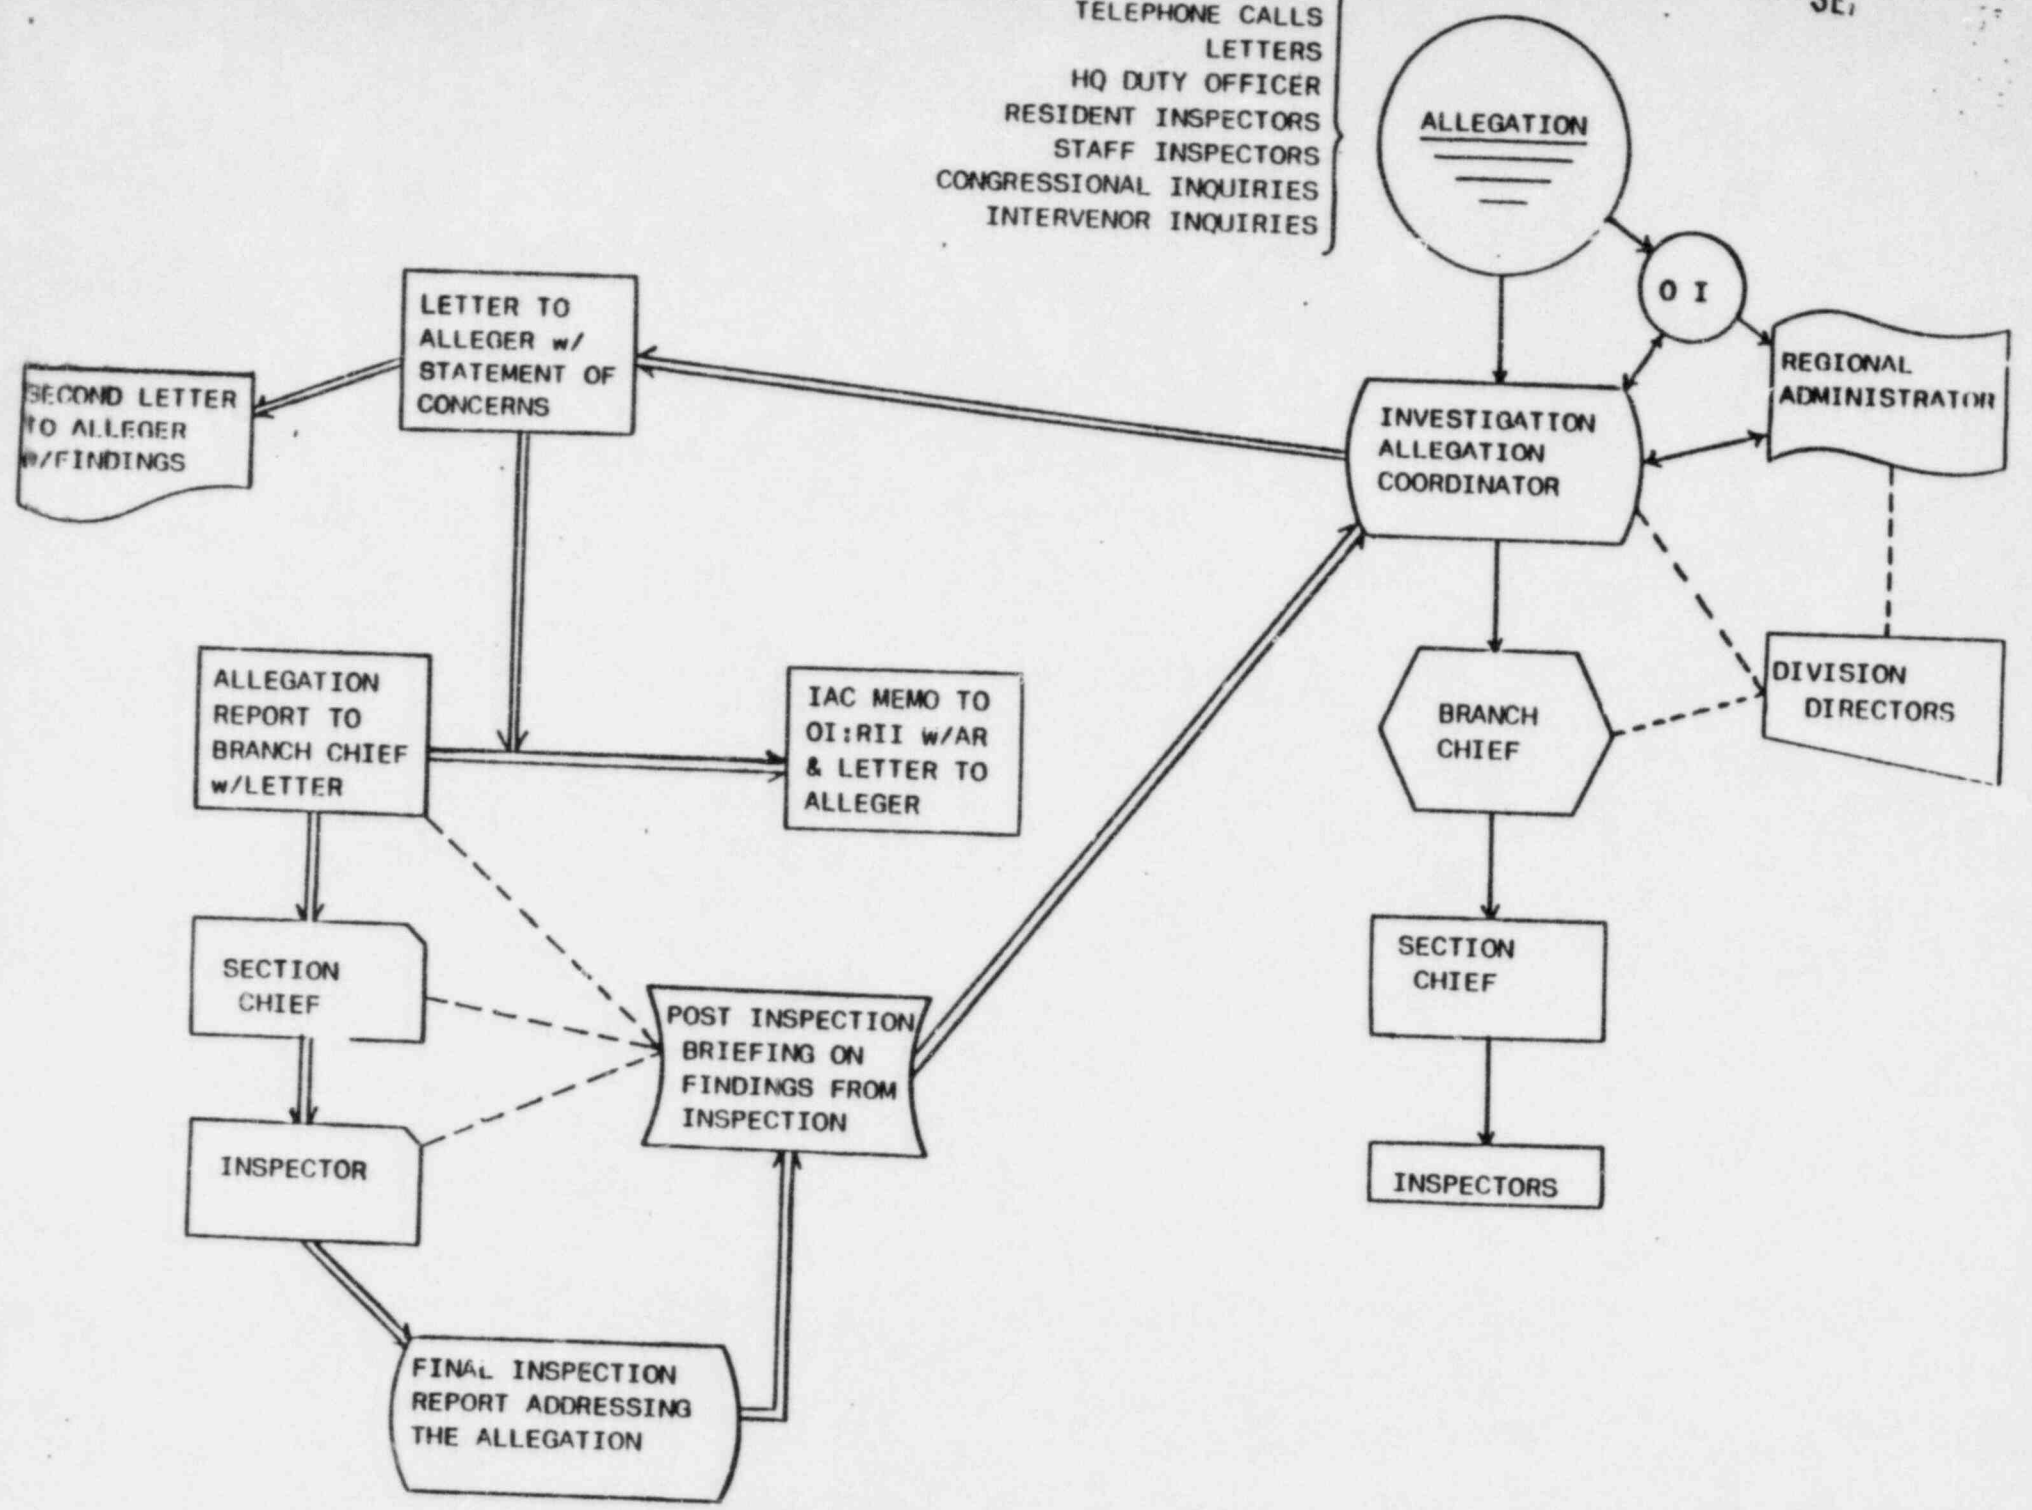 TELEPHONE CALLS
LETTERS
HQ DUTY OFFICER
RESIDENT INSPECTORS
STAFF INSPECTORS
CONGRESSIONAL INQUIRIES
INTERVENOR INQUIRIES
ALLEGATION
O I
REGIONAL
ADMINISTRATOR
LETTER TO
ALLEGER w/
STATEMENT OF
CONCERNS
SECOND LETTER
TO ALLEGER
w/FINDINGS
INVESTIGATION
ALLEGATION
COORDINATOR
ALLEGATION
REPORT TO
BRANCH CHIEF
w/LETTER
IAC MEMO TO
OI:RII w/AR
& LETTER TO
ALLEGER
BRANCH
CHIEF
DIVISION
DIRECTORS
SECTION
CHIEF
POST INSPECTION
BRIEFING ON
FINDINGS FROM
INSPECTION
SECTION
CHIEF
INSPECTOR
INSPECTORS
FINAL INSPECTION
REPORT ADDRESSING
THE ALLEGATION